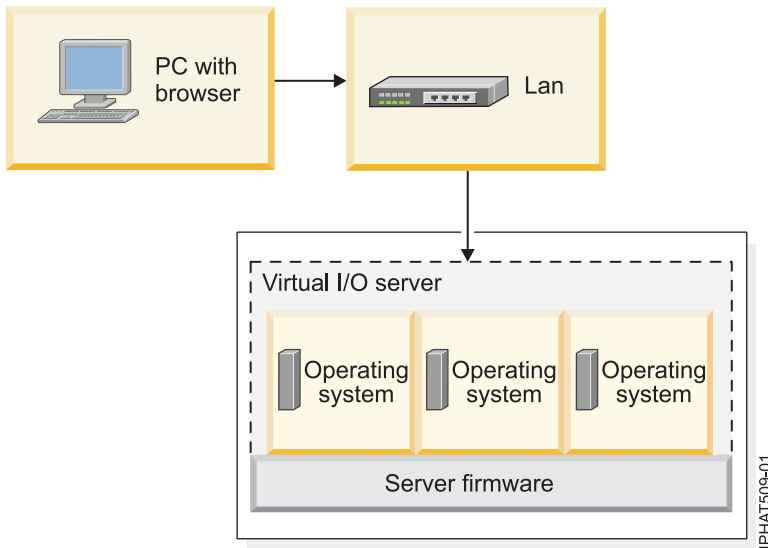 PC with
browser
Lan
Virtual I/O server
Operating
system
Operating
system
Operating
system
Server firmware
IPHAT509-01